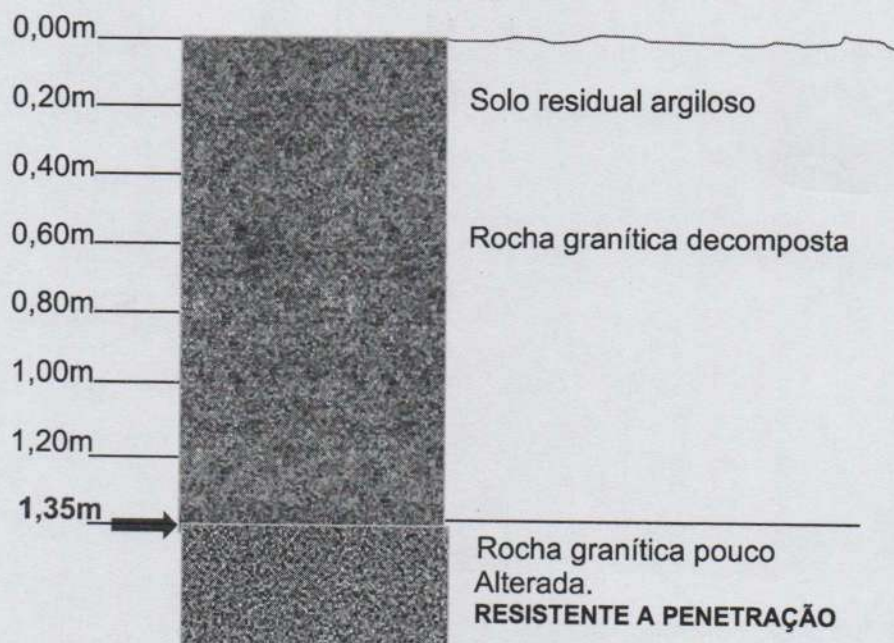 0,00m
0,20m
Solo residual argiloso
0,40m
0,60m
Rocha granítica decomposta
0,80m
1,00m
1,20m
1,35m
Rocha granítica pouco
Alterada.
RESISTENTE A PENETRAÇÃO